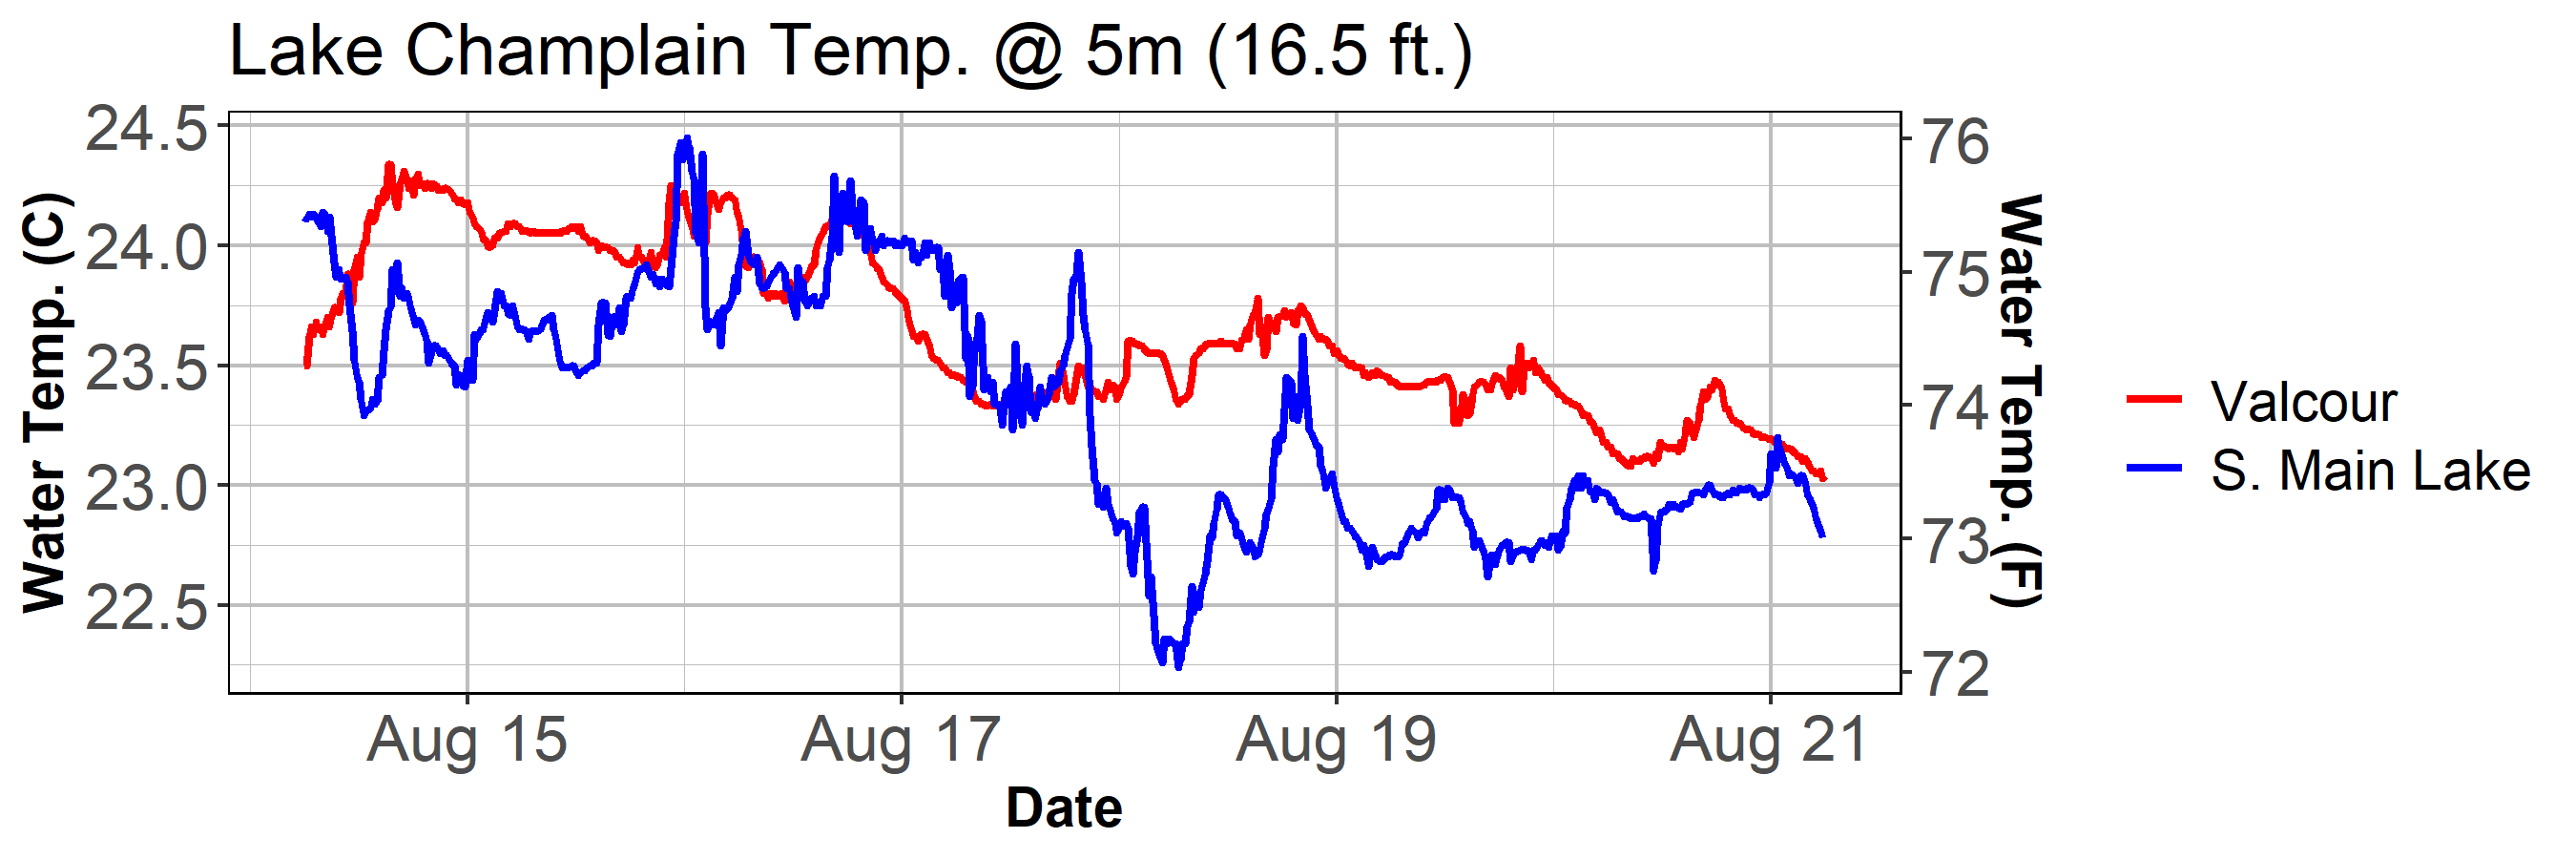 Lake Champlain Temp. @ 5m (16.5 ft.)
Water Temp. (C)
24.5
24.0
23.5
23.0
22.5
76
75
74
73
72
Water Temp. (F)
Aug 15
Aug 17
Aug 19
Aug 21
Date
Valcour
S. Main Lake